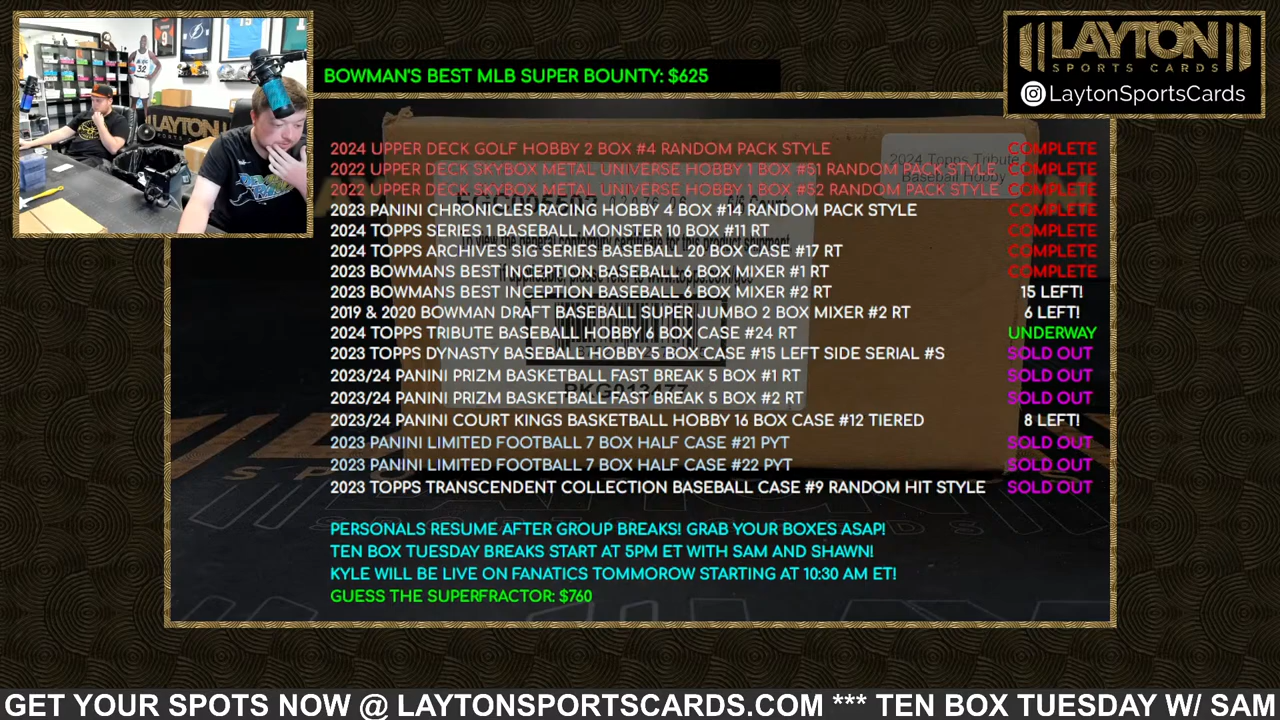 BOWMAN'S BEST MLB SUPER BOUNTY: $625
LAYTON
SPORTS CARDS
LaytonSportsCards
2024 UPPER DECK GOLF HOBBY 2 BOX #4 RANDOM PACK STYLE COMPLETE
2022 UPPER DECK SKYBOX METAL UNIVERSE HOBBY 1 BOX #51 RANDOM PACK STYLE COMPLETE
2022 UPPER DECK SKYBOX METAL UNIVERSE HOBBY 1 BOX #52 RANDOM PACK STYLE COMPLETE
2023 PANINI CHRONICLES RACING HOBBY 4 BOX #14 RANDOM PACK STYLE COMPLETE
2024 TOPPS SERIES 1 BASEBALL MONSTER 10 BOX #11 RT COMPLETE
2024 TOPPS ARCHIVES SIG SERIES BASEBALL 20 BOX CASE #17 RT COMPLETE
2023 BOWMANS BEST INCEPTION BASEBALL 6 BOX MIXER #1 RT COMPLETE
2023 BOWMANS BEST INCEPTION BASEBALL 6 BOX MIXER #2 RT 15 LEFT!
2019 & 2020 BOWMAN DRAFT BASEBALL SUPER JUMBO 2 BOX MIXER #2 RT 6 LEFT!
2024 TOPPS TRIBUTE BASEBALL HOBBY 6 BOX CASE #24 RT UNDERWAY
2023 TOPPS DYNASTY BASEBALL HOBBY 5 BOX CASE #15 LEFT SIDE SERIAL #S SOLD OUT
2023/24 PANINI PRIZM BASKETBALL FAST BREAK 5 BOX #1 RT SOLD OUT
2023/24 PANINI PRIZM BASKETBALL FAST BREAK 5 BOX #2 RT SOLD OUT
2023/24 PANINI COURT KINGS BASKETBALL HOBBY 16 BOX CASE #12 TIERED 8 LEFT!
2023 PANINI LIMITED FOOTBALL 7 BOX HALF CASE #21 PYT SOLD OUT
2023 PANINI LIMITED FOOTBALL 7 BOX HALF CASE #22 PYT SOLD OUT
2023 TOPPS TRANSCENDENT COLLECTION BASEBALL CASE #9 RANDOM HIT STYLE SOLD OUT
2024 Topps Tribute
Baseball Hobby
PERSONALS RESUME AFTER GROUP BREAKS! GRAB YOUR BOXES ASAP!
TEN BOX TUESDAY BREAKS START AT 5PM ET WITH SAM AND SHAWN!
KYLE WILL BE LIVE ON FANATICS TOMMOROW STARTING AT 10:30 AM ET!
GUESS THE SUPERFRACTOR: $760
GET YOUR SPOTS NOW @ LAYTONSPORTSCARDS.COM *** TEN BOX TUESDAY W/ SAM